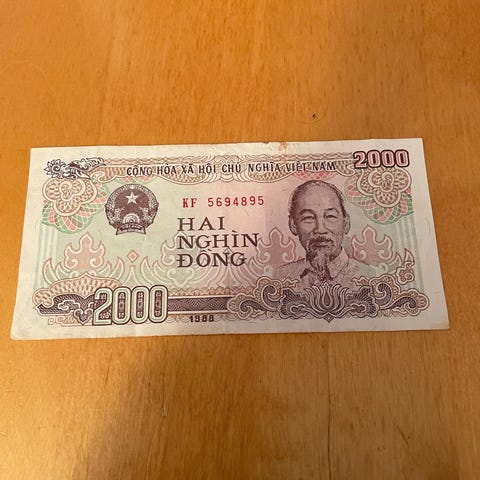 CỘNG HÒA XÃ HỘI CHỦ NGHĨA VIỆT NAM
2000
KF 5694895
HAI
NGHÌN
ĐỒNG
2000
1988